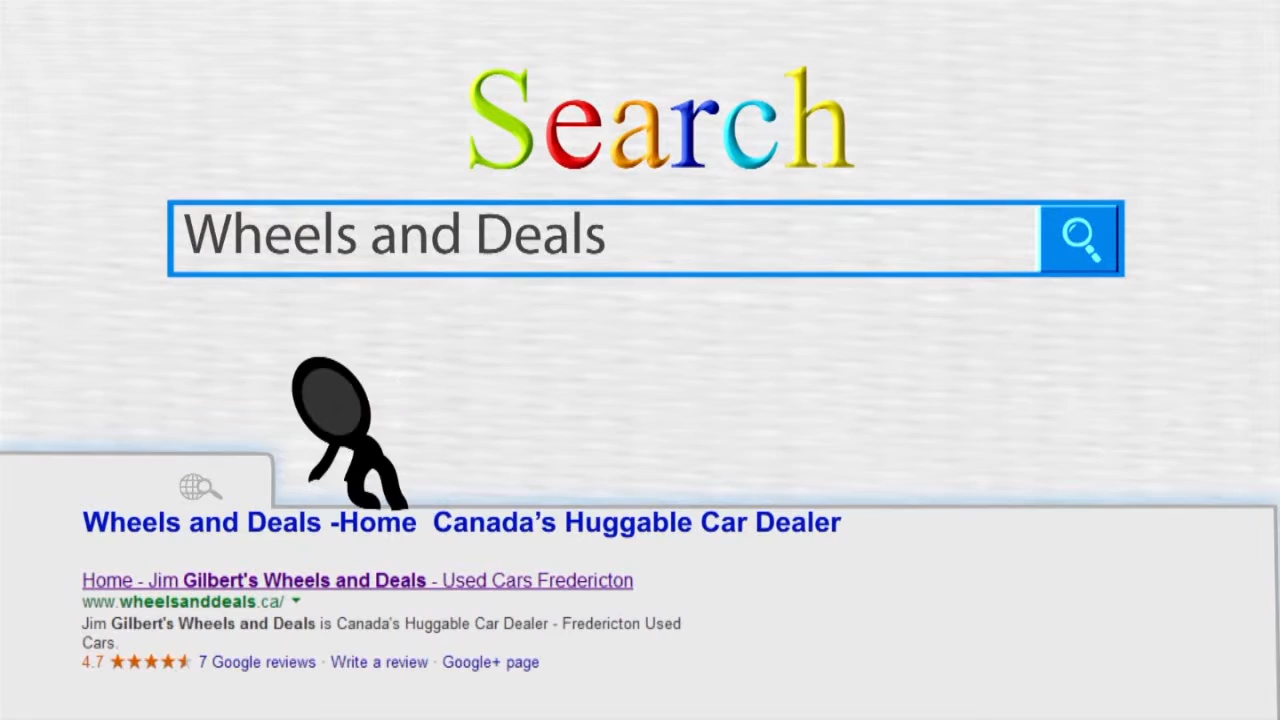 Search
Wheels and Deals
Wheels and Deals -Home Canada's Huggable Car Dealer
Home - Jim Gilbert's Wheels and Deals - Used Cars Fredericton
www.wheelsanddeals.ca/
Jim Gilbert's Wheels and Deals is Canada's Huggable Car Dealer - Fredericton Used
Cars.
4.7 ★★★★★ 7 Google reviews · Write a review · Google+ page